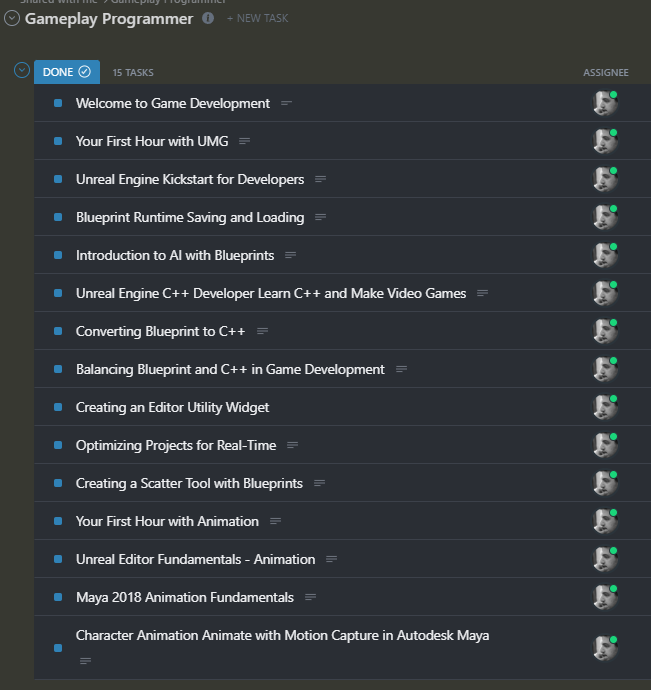 Shared with me > Gameplay Programmer
Gameplay Programmer + NEW TASK
DONE 15 TASKS ASSIGNEE
Welcome to Game Development
Your First Hour with UMG
Unreal Engine Kickstart for Developers
Blueprint Runtime Saving and Loading
Introduction to AI with Blueprints
Unreal Engine C++ Developer Learn C++ and Make Video Games
Converting Blueprint to C++
Balancing Blueprint and C++ in Game Development
Creating an Editor Utility Widget
Optimizing Projects for Real-Time
Creating a Scatter Tool with Blueprints
Your First Hour with Animation
Unreal Editor Fundamentals - Animation
Maya 2018 Animation Fundamentals
Character Animation Animate with Motion Capture in Autodesk Maya